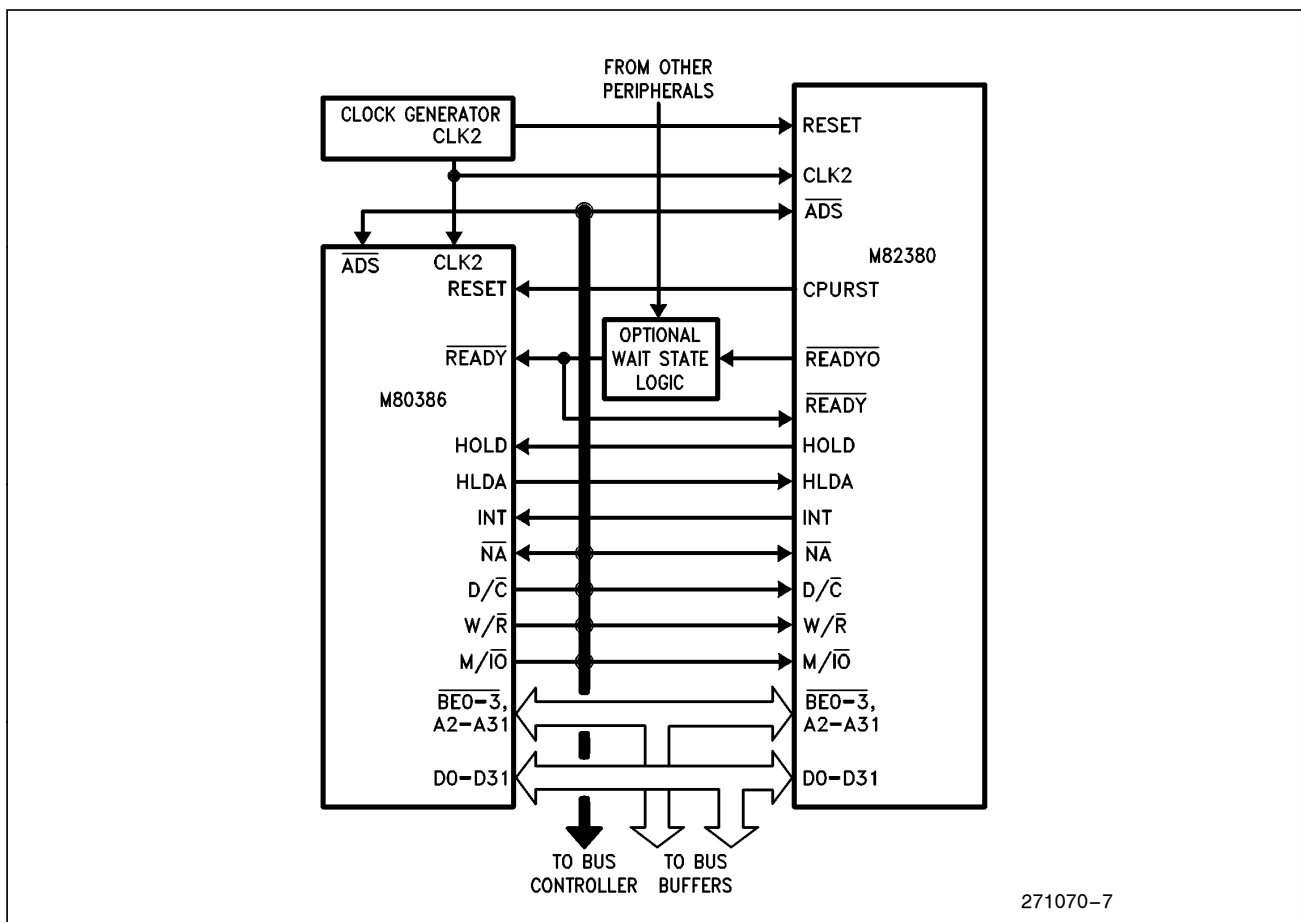 FROM OTHER
PERIPHERALS
CLOCK GENERATOR
CLK2
RESET
CLK2
ADS
M82380
ADS
CLK2
RESET
CPURST
OPTIONAL
WAIT STATE
LOGIC
READY
READYO
M80386
READY
HOLD
HOLD
HLDA
HLDA
INT
INT
NA
NA
D/C
D/C
W/R
W/R
M/IO
M/IO
BE0-3,
A2-A31
BE0-3,
A2-A31
D0-D31
D0-D31
TO BUS
CONTROLLER
TO BUS
BUFFERS
271070-7